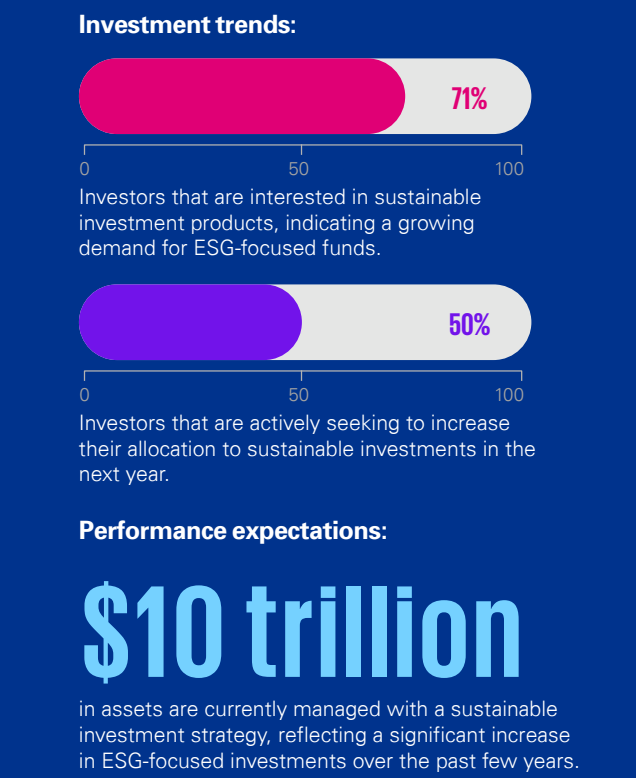 Investment trends:
71%
0 50 100
Investors that are interested in sustainable
investment products, indicating a growing
demand for ESG-focused funds.
50%
0 50 100
Investors that are actively seeking to increase
their allocation to sustainable investments in the
next year.
Performance expectations:
$10 trillion
in assets are currently managed with a sustainable
investment strategy, reflecting a significant increase
in ESG-focused investments over the past few years.